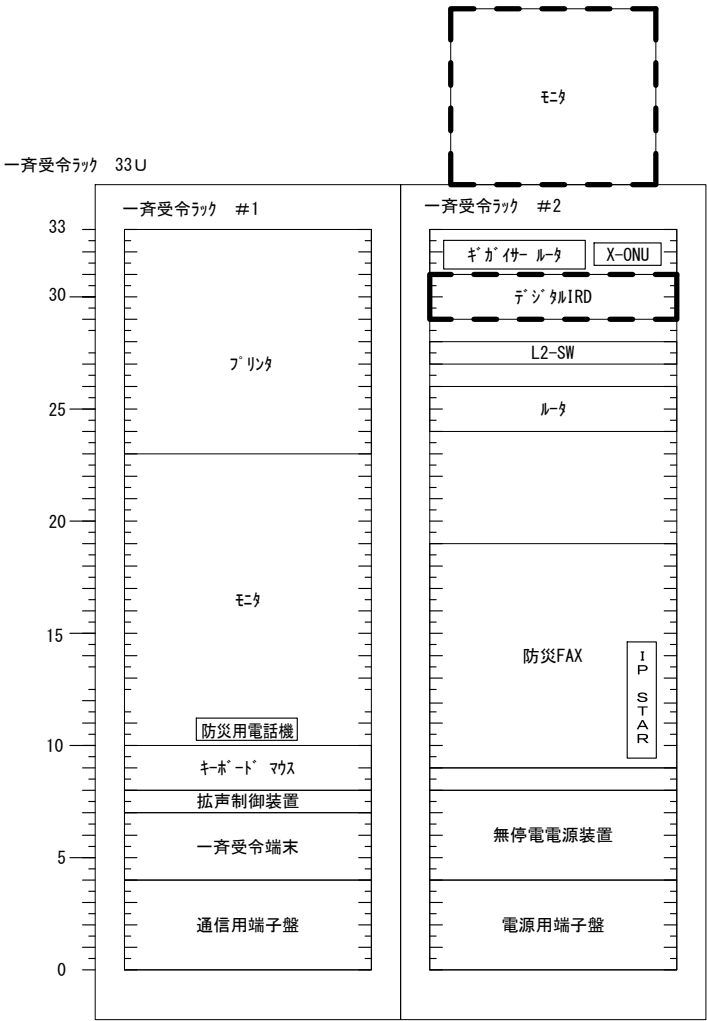 ﾓﾆﾀ
一斉受令ﾗｯｸ 33U
一斉受令ﾗｯｸ #1
一斉受令ﾗｯｸ #2
33
30
25
20
15
10
5
0
ﾌﾟﾘﾝﾀ
ﾓﾆﾀ
防災用電話機
ｷｰﾎﾞｰﾄﾞ ﾏｳｽ
拡声制御装置
一斉受令端末
通信用端子盤
ｷﾞｶﾞｲｻｰ ﾙｰﾀ
X-ONU
ﾃﾞｼﾞﾀﾙIRD
L2-SW
ﾙｰﾀ
防災FAX
IP STAR
無停電電源装置
電源用端子盤